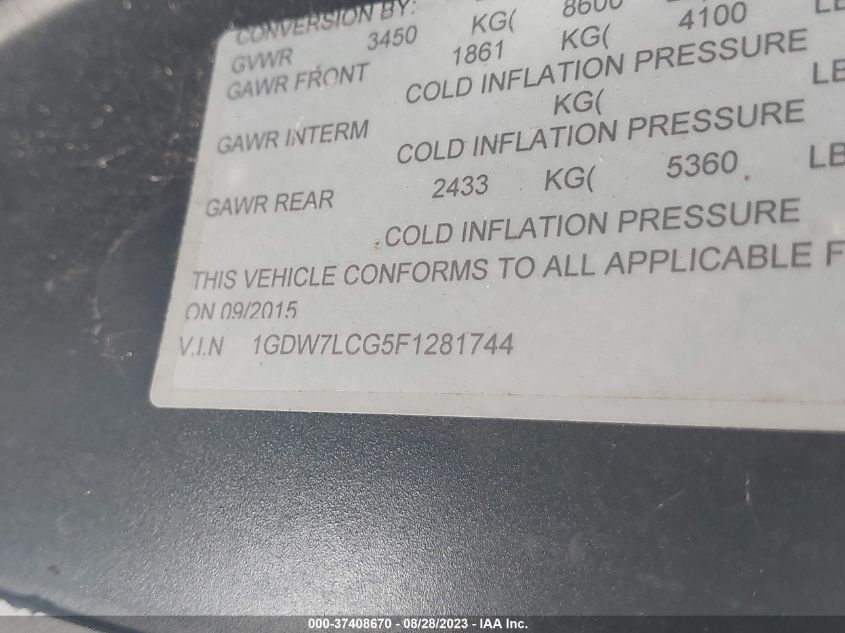 CONVERSION BY:
GVWR 3450 KG( 8600
GAWR FRONT 1861 KG( 4100 LB
COLD INFLATION PRESSURE
GAWR INTERM KG( LB
COLD INFLATION PRESSURE
GAWR REAR 2433 KG( 5360 LB
COLD INFLATION PRESSURE
THIS VEHICLE CONFORMS TO ALL APPLICABLE F
ON 09/2015
V.I.N 1GDW7LCG5F1281744
000-37408670 - 08/28/2023 - IAA Inc.